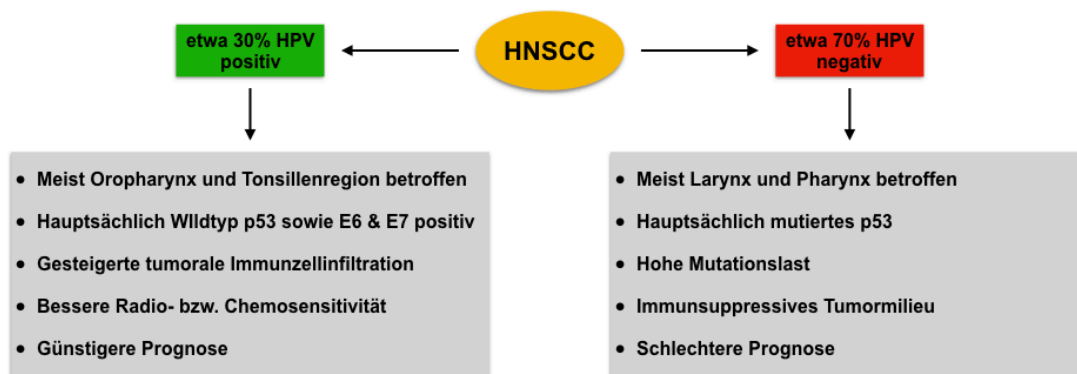 etwa 30% HPV
positiv
HNSCC
etwa 70% HPV
negativ
• Meist Oropharynx und Tonsillenregion betroffen
• Hauptsächlich WIldtyp p53 sowie E6 & E7 positiv
• Gesteigerte tumorale Immunzellinfiltration
• Bessere Radio- bzw. Chemosensitivität
• Günstigere Prognose
• Meist Larynx und Pharynx betroffen
• Hauptsächlich mutiertes p53
• Hohe Mutationslast
• Immunsuppressives Tumormilieu
• Schlechtere Prognose